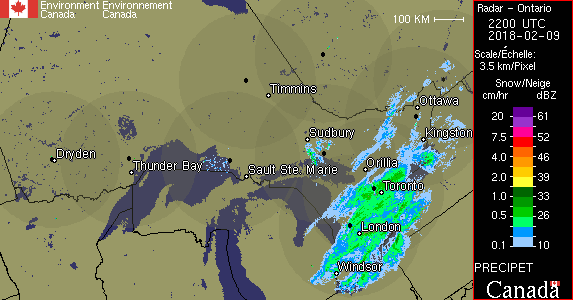 Environment Environnement
Canada Canada
100 KM
Timmins
Ottawa
Sudbury
Kingston
Dryden
Thunder Bay
Sault Ste. Marie
Orillia
Toronto
London
Windsor
Radar - Ontario
2200 UTC
2018-02-09
Scale/Échelle:
3.5 km/Pixel
Snow/Neige
cm/hr dBZ
20 61
7.5 52
4.0 46
2.0 39
1.0 33
0.5 26
0.1 10
PRECIPET
Canada